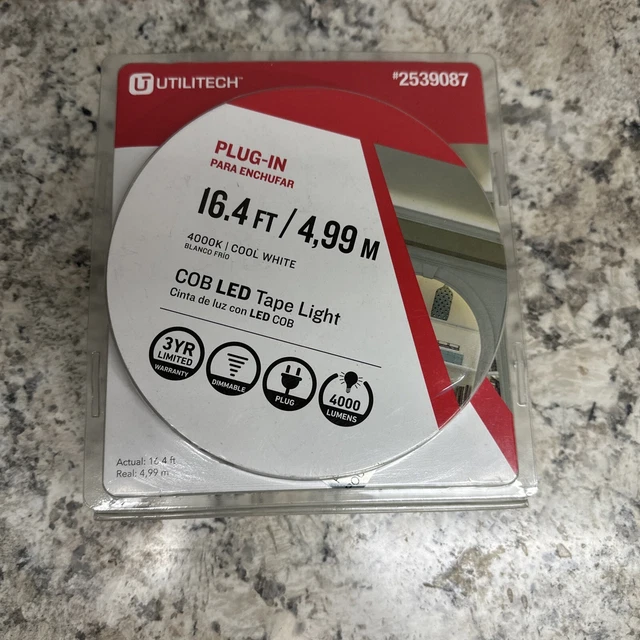 UTILITECH™
#2539087
PLUG-IN
PARA ENCHUFAR
16.4 FT / 4,99 M
4000K | COOL WHITE
BLANCO FRÍO
COB LED Tape Light
Cinta de luz con LED COB
3YR
LIMITED
WARRANTY
DIMMABLE
PLUG
4000
LUMENS
Actual: 16.4 ft
Real: 4,99 m